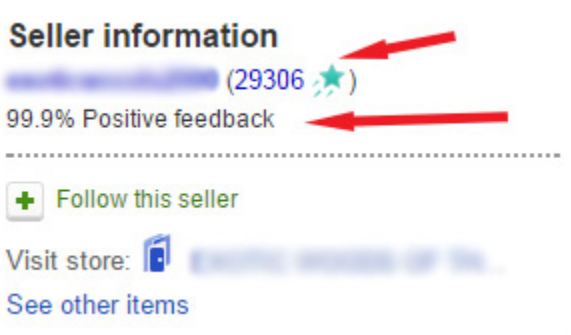 Seller information
(29306 )
99.9% Positive feedback
Follow this seller
Visit store:
See other items